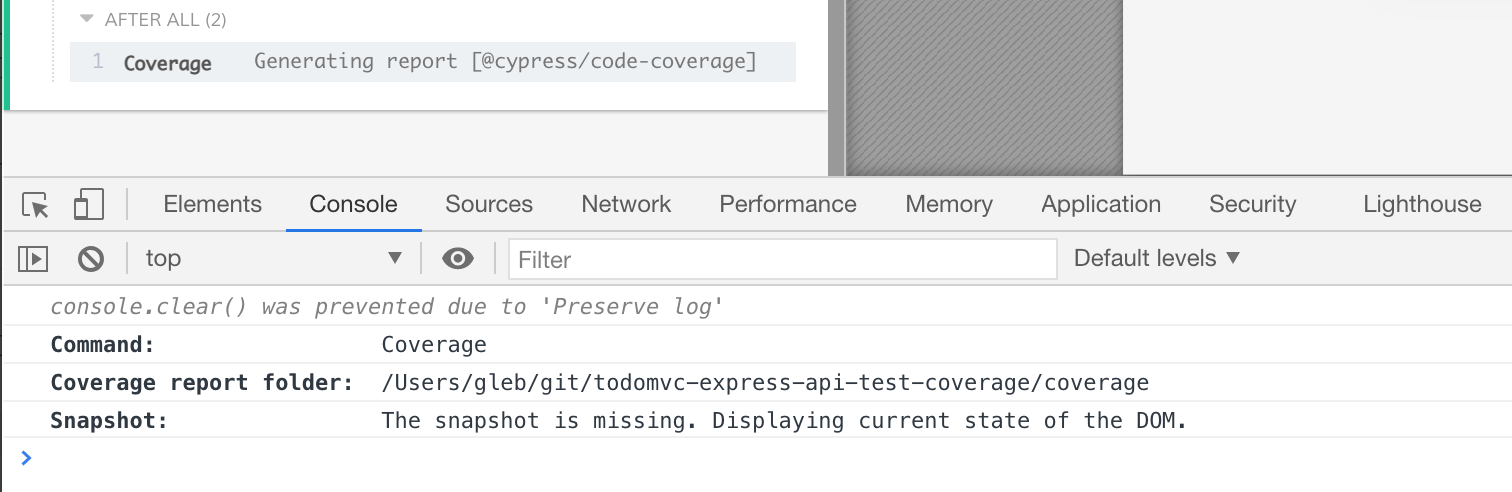 AFTER ALL (2)
1 Coverage Generating report [@cypress/code-coverage]
Elements Console Sources Network Performance Memory Application Security Lighthouse
top Filter Default levels
console.clear() was prevented due to 'Preserve log'
Command: Coverage
Coverage report folder: /Users/gleb/git/todomvc-express-api-test-coverage/coverage
Snapshot: The snapshot is missing. Displaying current state of the DOM.